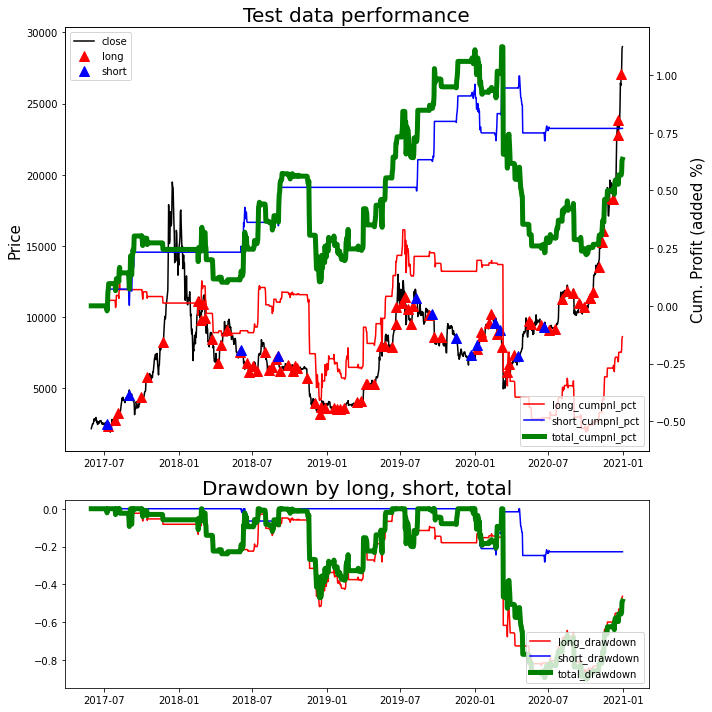 Test data performance
close
long
short
30000
25000
20000
15000
10000
5000
Price
1.00
0.75
0.50
0.25
0.00
−0.25
−0.50
Cum. Profit (added %)
long_cumpnl_pct
short_cumpnl_pct
total_cumpnl_pct
2017-07
2018-01
2018-07
2019-01
2019-07
2020-01
2020-07
2021-01
Drawdown by long, short, total
0.0
−0.2
−0.4
−0.6
−0.8
long_drawdown
short_drawdown
total_drawdown
2017-07
2018-01
2018-07
2019-01
2019-07
2020-01
2020-07
2021-01